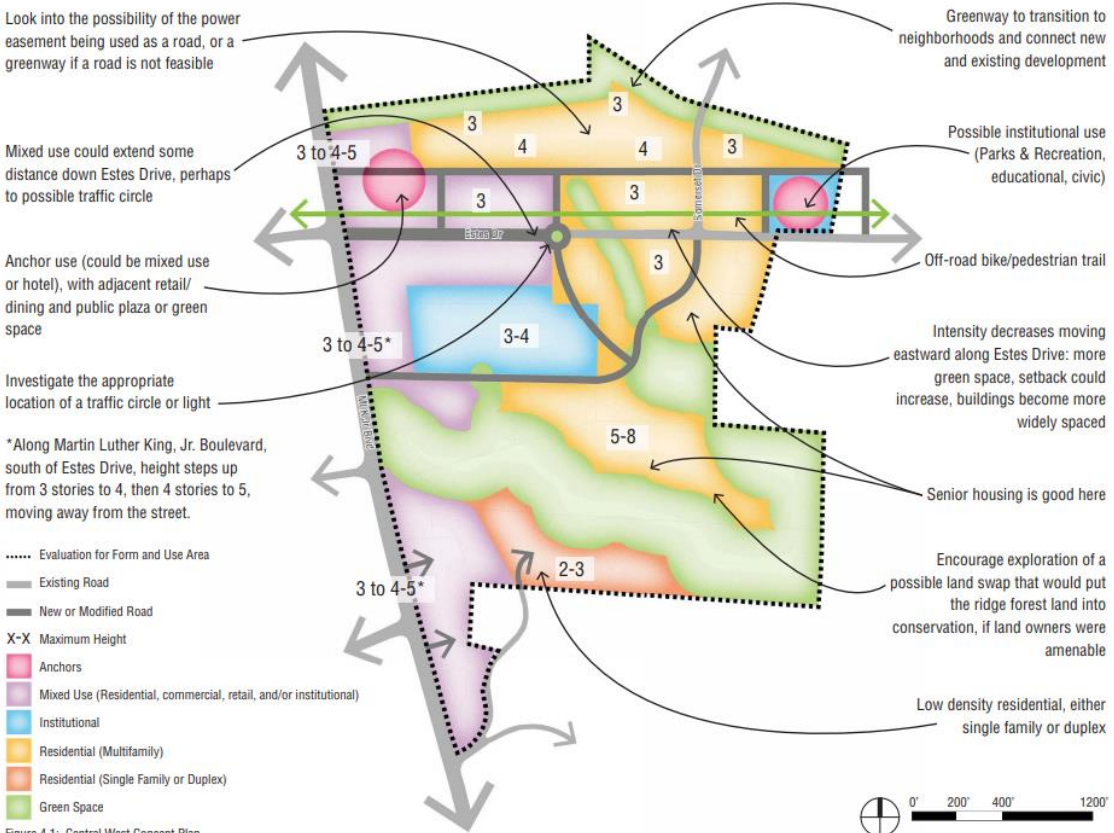 Look into the possibility of the power
easement being used as a road, or a
greenway if a road is not feasible
Greenway to transition to
neighborhoods and connect new
and existing development
Mixed use could extend some
distance down Estes Drive, perhaps
to possible traffic circle
Possible institutional use
(Parks & Recreation,
educational, civic)
Anchor use (could be mixed use
or hotel), with adjacent retail/
dining and public plaza or green
space
Off-road bike/pedestrian trail
Investigate the appropriate
location of a traffic circle or light
Intensity decreases moving
eastward along Estes Drive: more
green space, setback could
increase, buildings become more
widely spaced
*Along Martin Luther King, Jr. Boulevard,
south of Estes Drive, height steps up
from 3 stories to 4, then 4 stories to 5,
moving away from the street.
Senior housing is good here
Encourage exploration of a
possible land swap that would put
the ridge forest land into
conservation, if land owners were
amenable
Low density residential, either
single family or duplex
3
3
4
4
3
3 to 4-5
3
3
Somerset Dr
Estes Dr
3
3-4
3 to 4-5*
MLK Jr Blvd
5-8
2-3
3 to 4-5*
Evaluation for Form and Use Area
Existing Road
New or Modified Road
X-X Maximum Height
Anchors
Mixed Use (Residential, commercial, retail, and/or institutional)
Institutional
Residential (Multifamily)
Residential (Single Family or Duplex)
Green Space
Figure 4.1: Central West Concept Plan
0' 200' 400' 1200'